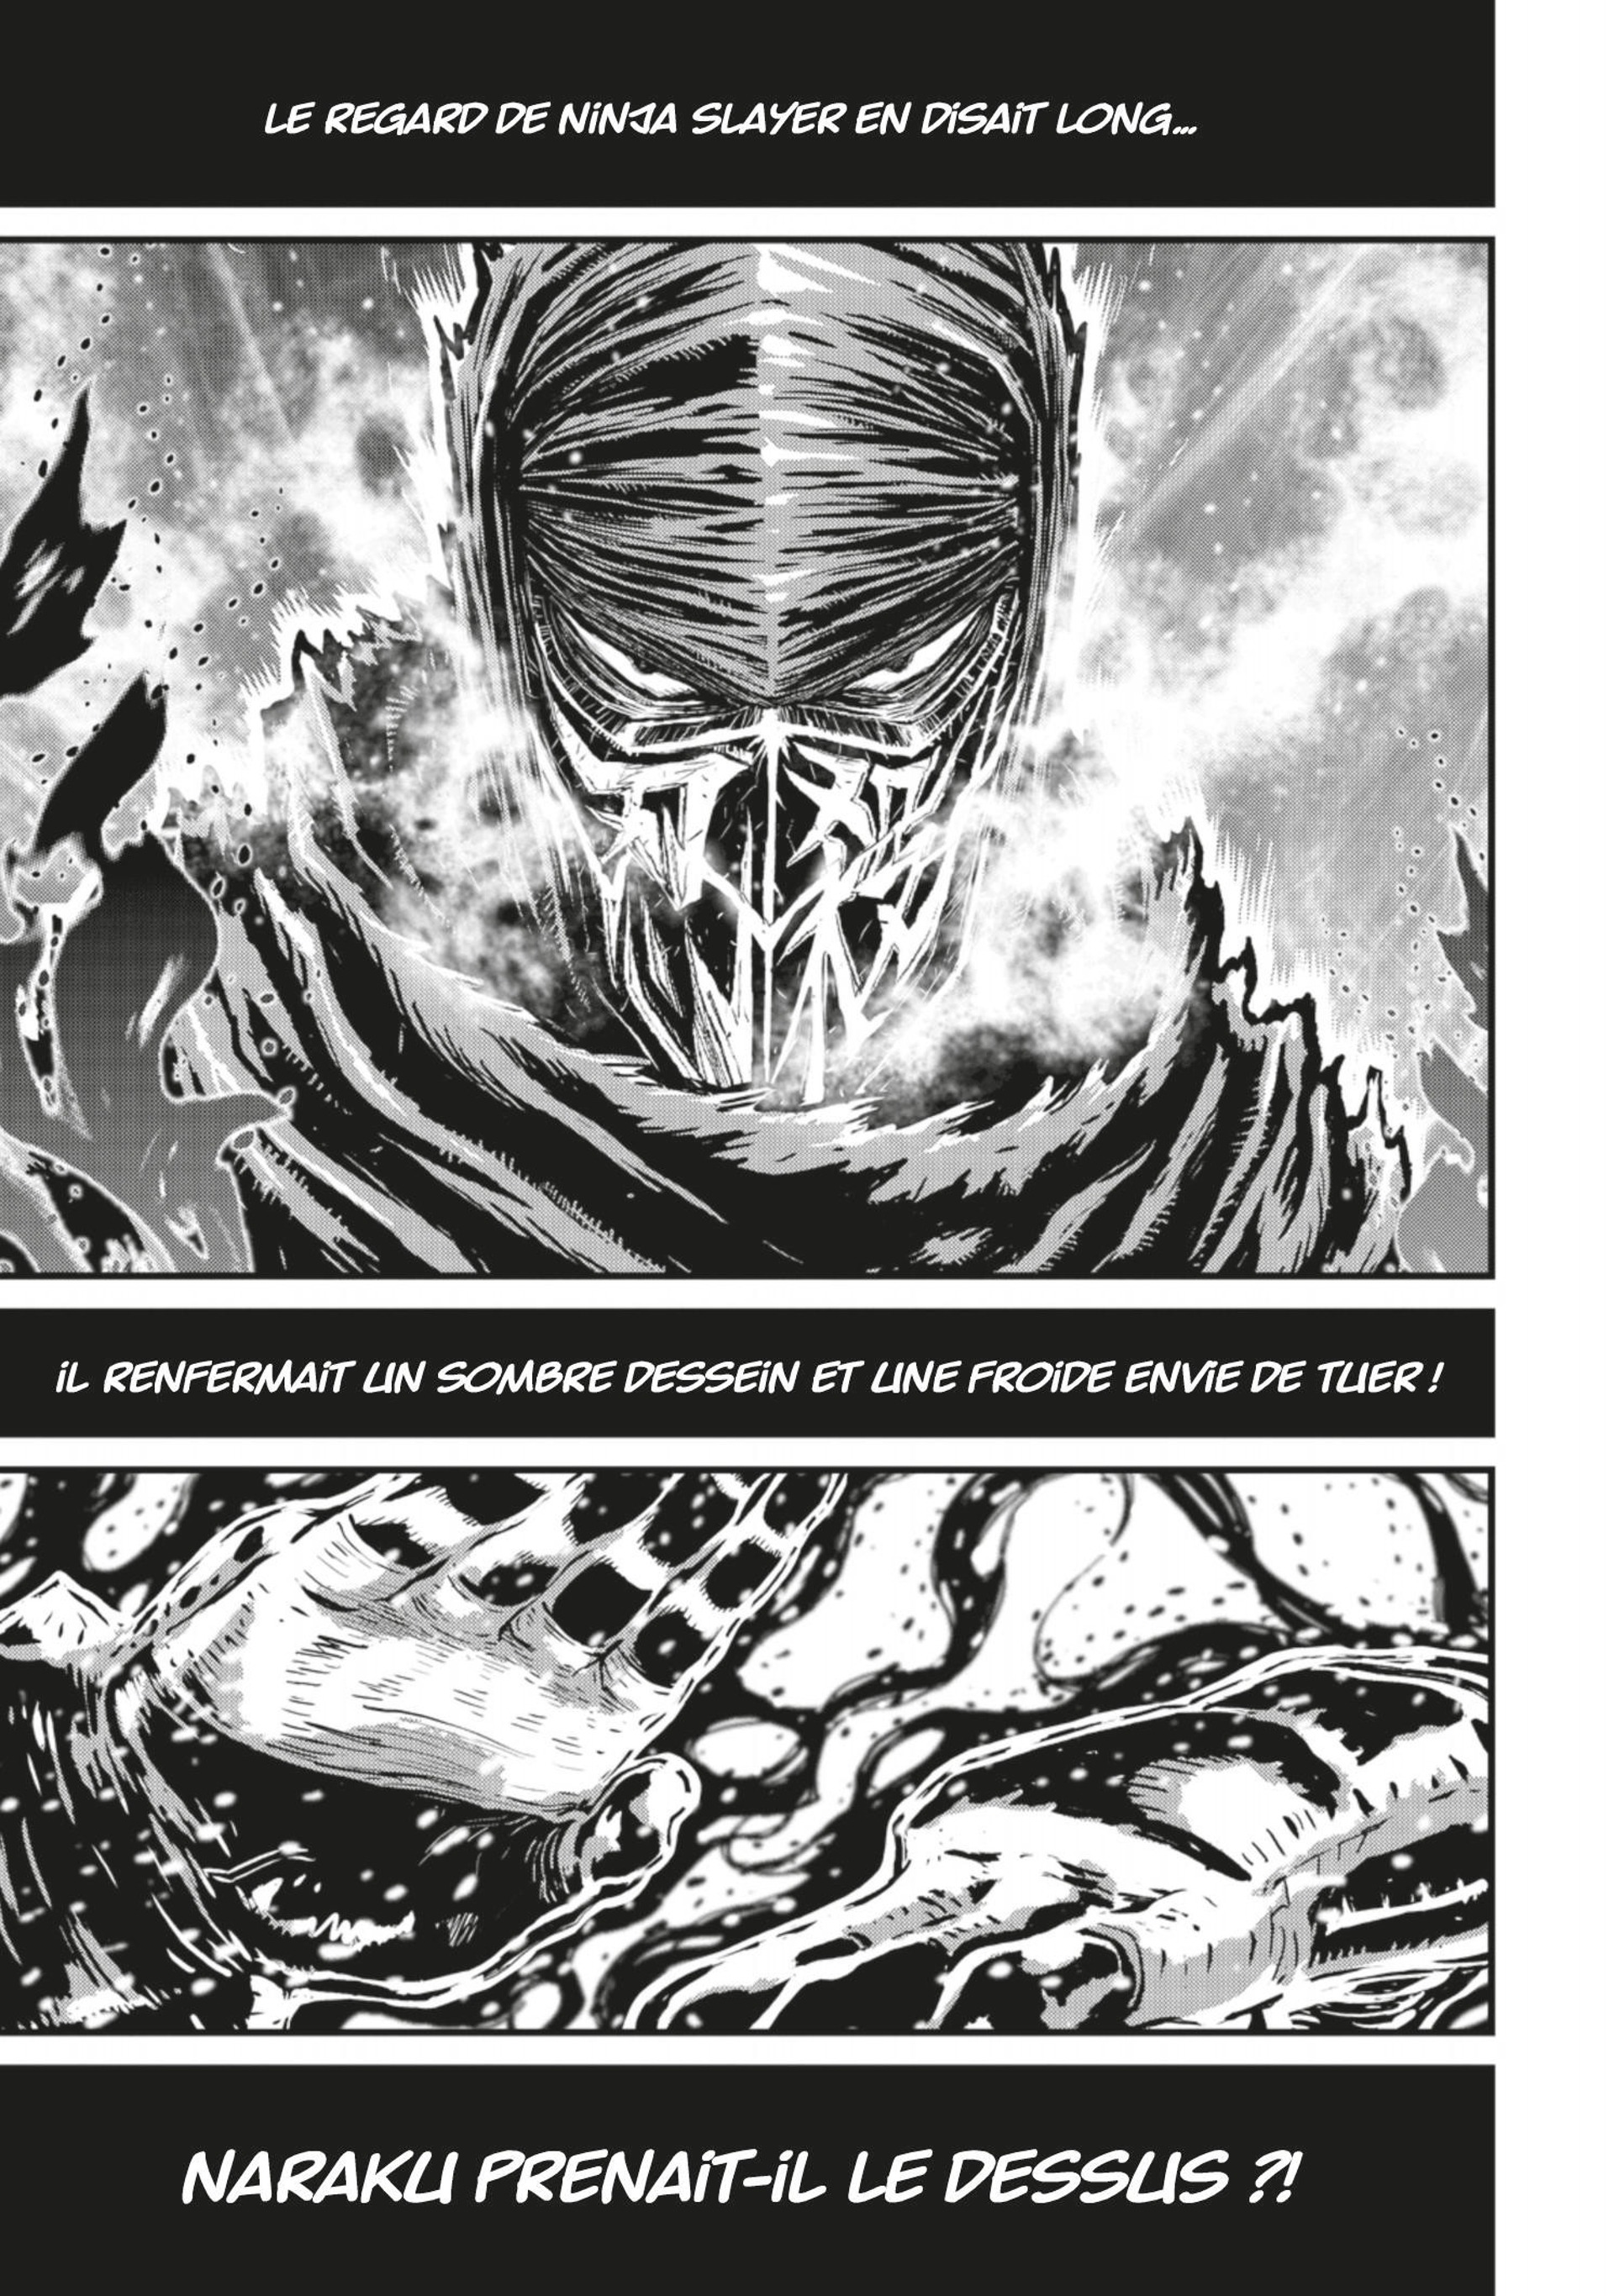 LE REGARD DE NINJA SLAYER EN DISAIT LONG...
IL RENFERMAIT UN SOMBRE DESSEIN ET UNE FROIDE ENVIE DE TUER !
NARAKU PRENAIT-IL LE DESSUS ?!